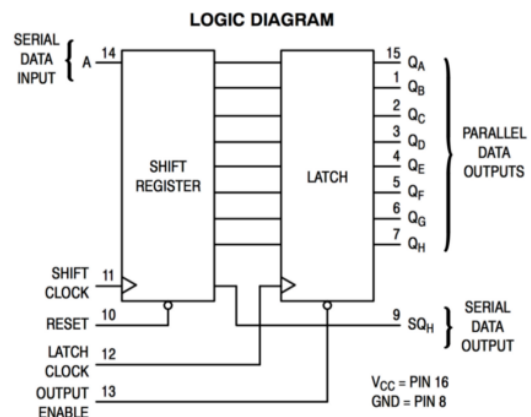 LOGIC DIAGRAM
SERIAL
DATA
INPUT
A
14
SHIFT
REGISTER
LATCH
15 QA
1 QB
2 QC
3 QD
4 QE
5 QF
6 QG
7 QH
PARALLEL
DATA
OUTPUTS
SHIFT
CLOCK
11
RESET
10
LATCH
CLOCK
12
OUTPUT
ENABLE
13
9 SQH
SERIAL
DATA
OUTPUT
VCC = PIN 16
GND = PIN 8